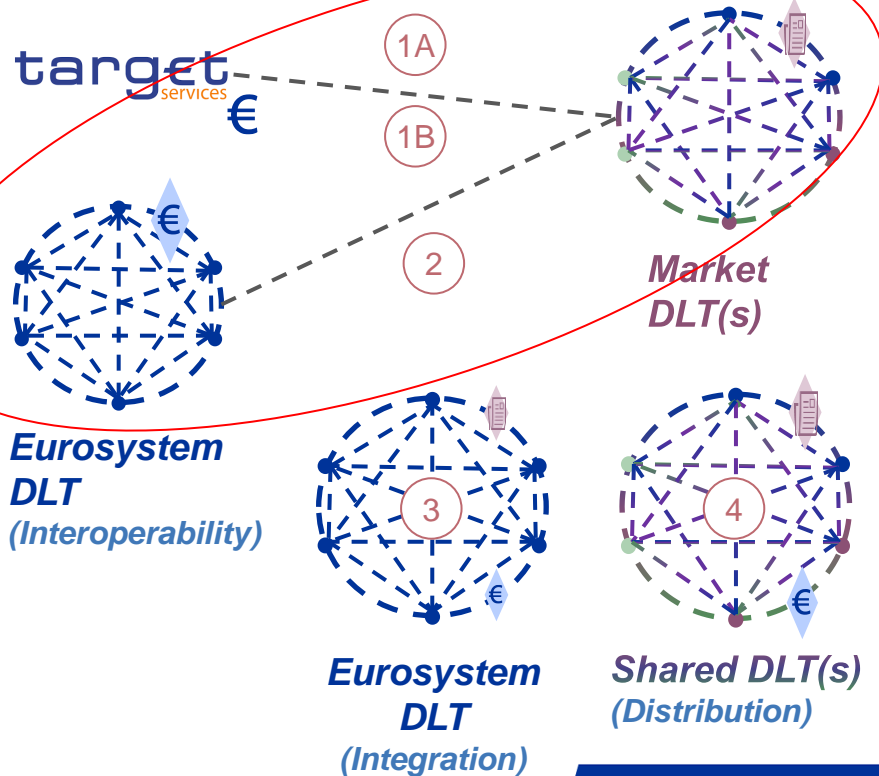 1A
target
services
€
1B
€
2
Market
DLT(s)
Eurosystem
DLT
(Interoperability)
3
€
4
€
Eurosystem
DLT
(Integration)
Shared DLT(s)
(Distribution)